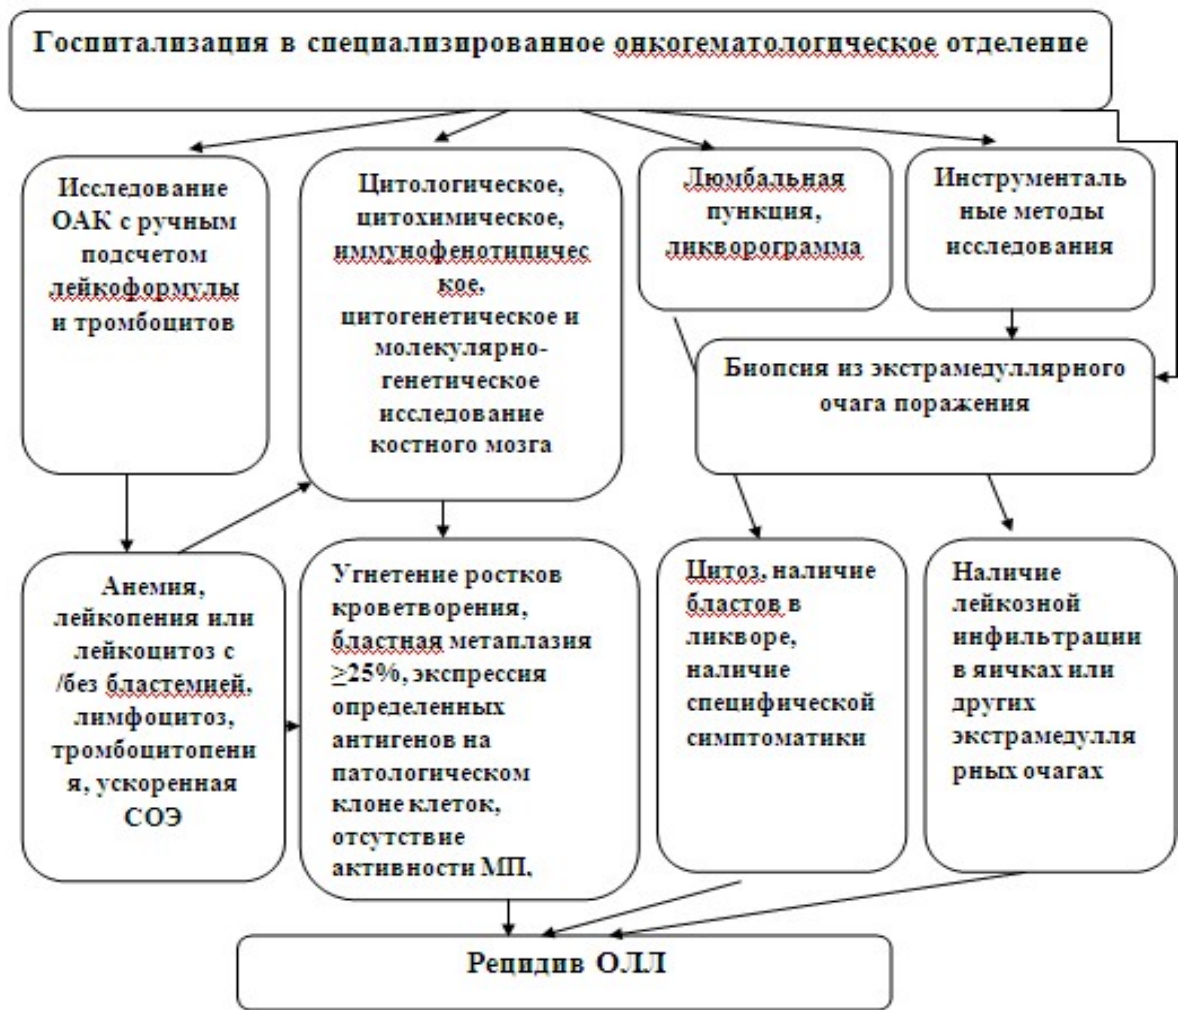 Госпитализация в специализированное онкогематологическое отделение
Исследование
ОАК с ручным
подсчетом
лейкоформулы
и тромбоцитов
Цитологическое,
цитохимическое,
иммунофенотипичес
кое,
цитогенетическое и
молекулярно-
генетическое
исследование
костного мозга
Люмбальная
пункция,
ликворограмма
Инструменталь
ные методы
исследования
Биопсия из экстрамедуллярного
очага поражения
Анемия,
лейкопения или
лейкоцитоз с
/без бластемией,
лимфоцитоз,
тромбоцитопени
я, ускоренная
СОЭ
Угнетение ростков
кроветворения,
бластная метаплазия
≥25%, экспрессия
определенных
антигенов на
патологическом
клоне клеток,
отсутствие
активности МП,
Цитоз, наличие
бластов в
ликворе,
наличие
специфической
симптоматики
Наличие
лейкозной
инфильтрации
в яичках или
других
экстрамедулля
рных очагах
Рецидив ОЛЛ